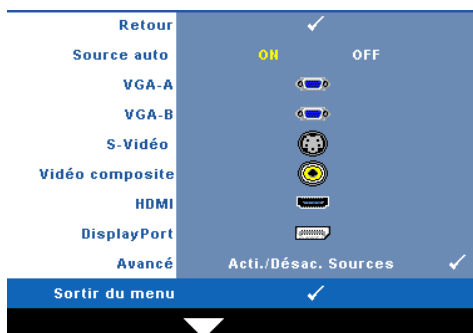 Retour
Source auto ON OFF
VGA-A
VGA-B
S-Vidéo
Vidéo composite
HDMI
DisplayPort
Avancé Acti./Désac. Sources
Sortir du menu